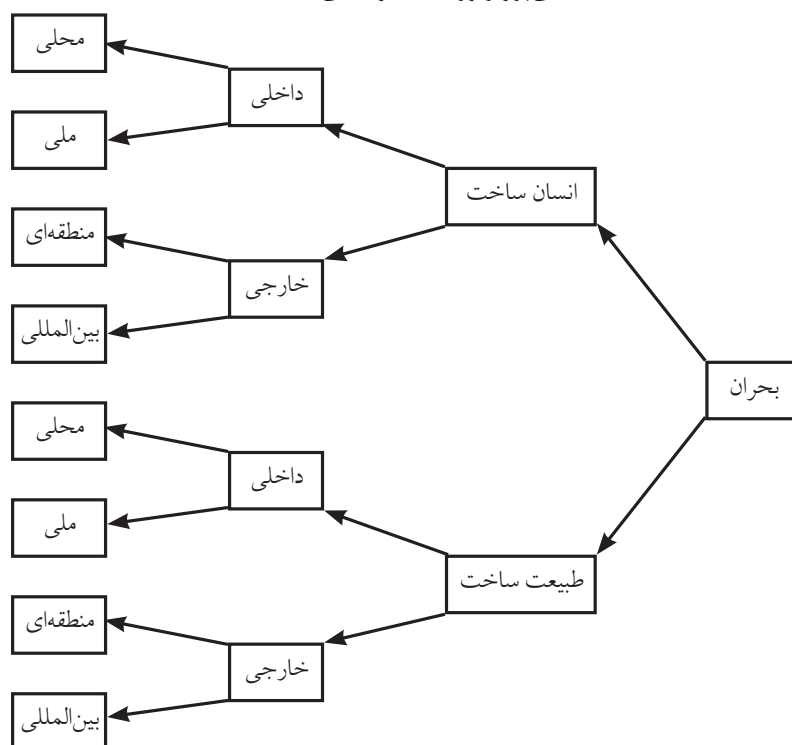 محلی
داخلی
ملی
انسان ساخت
منطقه‌ای
خارجی
بین‌المللی
بحران
محلی
داخلی
ملی
طبیعت ساخت
منطقه‌ای
خارجی
بین‌المللی